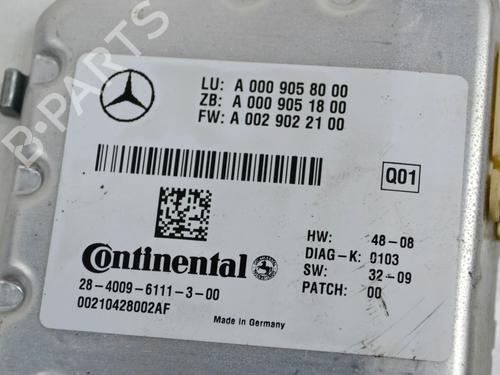 B-Parts
LU: A 000 905 80 00
ZB: A 000 905 18 00
FW: A 002 902 21 00
Q01
Continental
HW: 48-08
DIAG-K: 0103
SW: 32-09
PATCH: 00
28-4009-6111-3-00
00210428002AF
Made in Germany